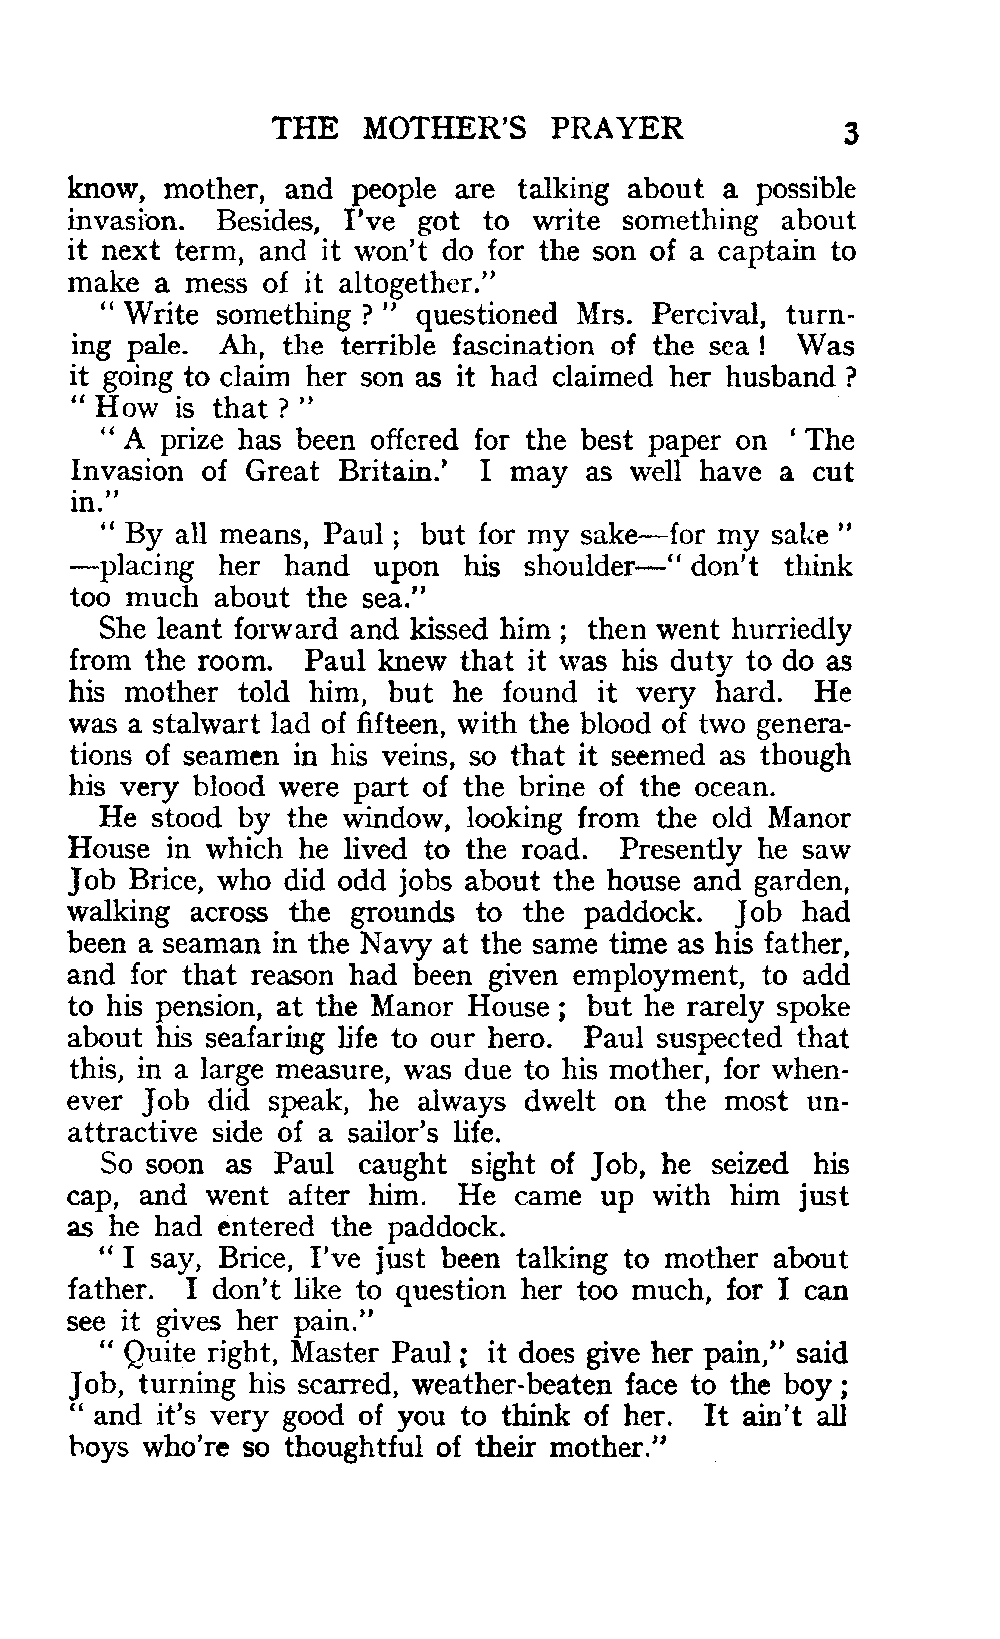 THE MOTHER'S PRAYER 3
know, mother, and people are talking about a possible
invasion. Besides, I've got to write something about
it next term, and it won't do for the son of a captain to
make a mess of it altogether."
" Write something ? " questioned Mrs. Percival, turn-
ing pale. Ah, the terrible fascination of the sea ! Was
it going to claim her son as it had claimed her husband ?
" How is that ? "
" A prize has been offered for the best paper on ' The
Invasion of Great Britain.' I may as well have a cut
in."
" By all means, Paul ; but for my sake—for my sake "
—placing her hand upon his shoulder—" don't think
too much about the sea."
She leant forward and kissed him ; then went hurriedly
from the room. Paul knew that it was his duty to do as
his mother told him, but he found it very hard. He
was a stalwart lad of fifteen, with the blood of two genera-
tions of seamen in his veins, so that it seemed as though
his very blood were part of the brine of the ocean.
He stood by the window, looking from the old Manor
House in which he lived to the road. Presently he saw
Job Brice, who did odd jobs about the house and garden,
walking across the grounds to the paddock. Job had
been a seaman in the Navy at the same time as his father,
and for that reason had been given employment, to add
to his pension, at the Manor House ; but he rarely spoke
about his seafaring life to our hero. Paul suspected that
this, in a large measure, was due to his mother, for when-
ever Job did speak, he always dwelt on the most un-
attractive side of a sailor's life.
So soon as Paul caught sight of Job, he seized his
cap, and went after him. He came up with him just
as he had entered the paddock.
" I say, Brice, I've just been talking to mother about
father. I don't like to question her too much, for I can
see it gives her pain."
" Quite right, Master Paul ; it does give her pain," said
Job, turning his scarred, weather-beaten face to the boy ;
" and it's very good of you to think of her. It ain't all
boys who're so thoughtful of their mother."